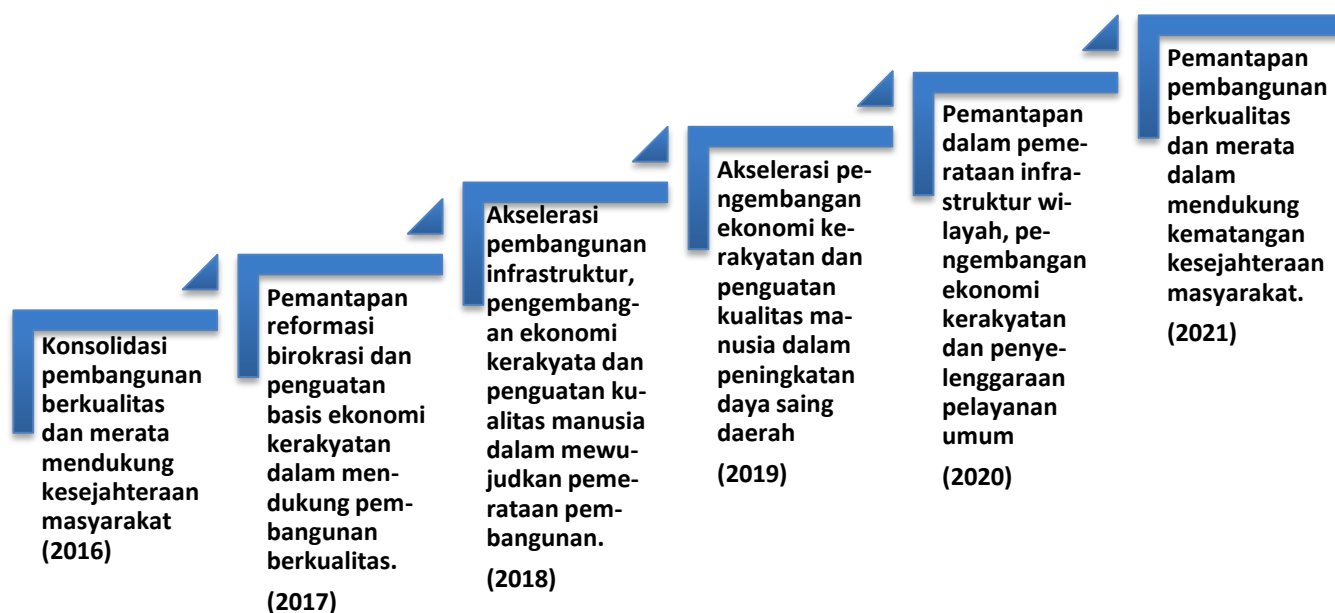 Konsolidasi
pembangunan
berkualitas
dan merata
mendukung
kesejahteraan
masyarakat
(2016)
Pemantapan
reformasi
birokrasi dan
penguatan
basis ekonomi
kerakyatan
dalam men-
dukung pem-
bangunan
berkualitas.
(2017)
Akselerasi
pembangunan
infrastruktur,
pengembang-
an ekonomi
kerakyata dan
penguatan ku-
alitas manusia
dalam mewu-
judkan peme-
rataan pem-
bangunan.
(2018)
Akselerasi pe-
ngembangan
ekonomi ke-
rakyatan dan
penguatan
kualitas ma-
nusia dalam
peningkatan
daya saing
daerah
(2019)
Pemantapan
dalam peme-
rataan infra-
struktur wi-
layah, pe-
ngembangan
ekonomi
kerakyatan
dan penye-
lenggaraan
pelayanan
umum
(2020)
Pemantapan
pembangunan
berkualitas
dan merata
dalam
mendukung
kematangan
kesejahteraan
masyarakat.
(2021)